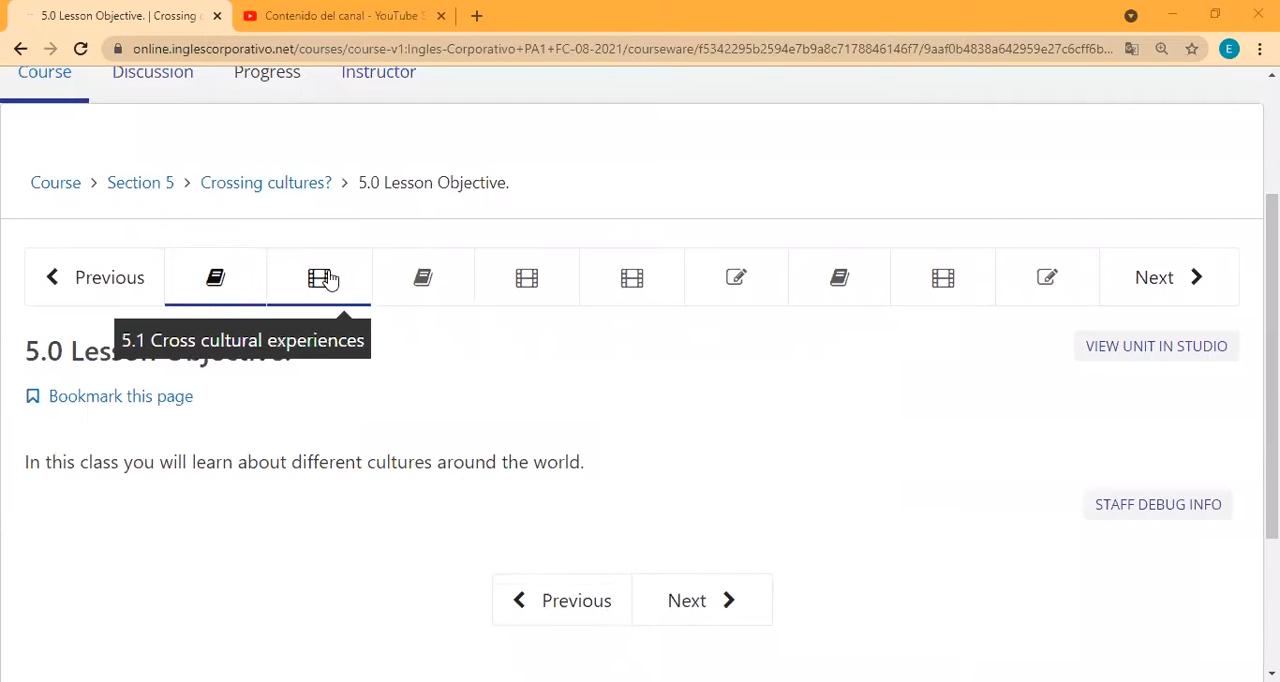 5.0 Lesson Objective. | Crossing
Contenido del canal - YouTube S
online.inglescorporativo.net/courses/course-v1:Ingles-Corporativo+PA1+FC-08-2021/courseware/f5342295b2594e7b9a8c7178846146f7/9aaf0b4838a642959e27c6cff6b...
E
Course Discussion Progress Instructor
Course > Section 5 > Crossing cultures? > 5.0 Lesson Objective.
Previous Next
5.1 Cross cultural experiences
5.0 Lesson Objective.
VIEW UNIT IN STUDIO
Bookmark this page
In this class you will learn about different cultures around the world.
STAFF DEBUG INFO
Previous Next